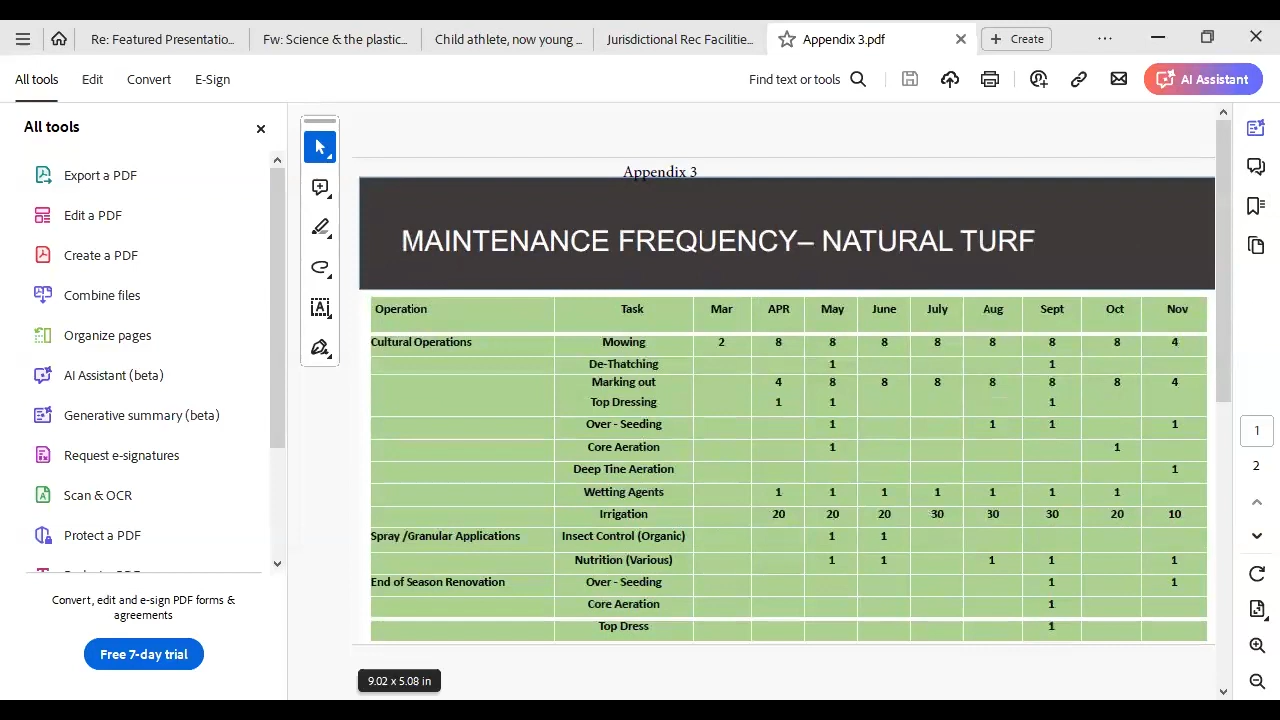 Re: Featured Presentatio...
Fw: Science & the plastic...
Child athlete, now young ...
Jurisdictional Rec Facilitie...
Appendix 3.pdf
Create
All tools Edit Convert E-Sign
Find text or tools
AI Assistant
All tools
Export a PDF
Edit a PDF
Create a PDF
Combine files
Organize pages
AI Assistant (beta)
Generative summary (beta)
Request e-signatures
Scan & OCR
Protect a PDF
Convert, edit and e-sign PDF forms &
agreements
Free 7-day trial
Appendix 3
MAINTENANCE FREQUENCY– NATURAL TURF
Operation Task Mar APR May June July Aug Sept Oct Nov
Cultural Operations Mowing 2 8 8 8 8 8 8 8 4
De-Thatching 1 1
Marking out 4 8 8 8 8 8 8 4
Top Dressing 1 1 1
Over - Seeding 1 1 1 1
Core Aeration 1 1
Deep Tine Aeration 1
Wetting Agents 1 1 1 1 1 1 1
Irrigation 20 20 20 30 30 30 20 10
Spray /Granular Applications Insect Control (Organic) 1 1
Nutrition (Various) 1 1 1 1 1
End of Season Renovation Over - Seeding 1 1
Core Aeration 1
Top Dress 1
9.02 x 5.08 in
1
2